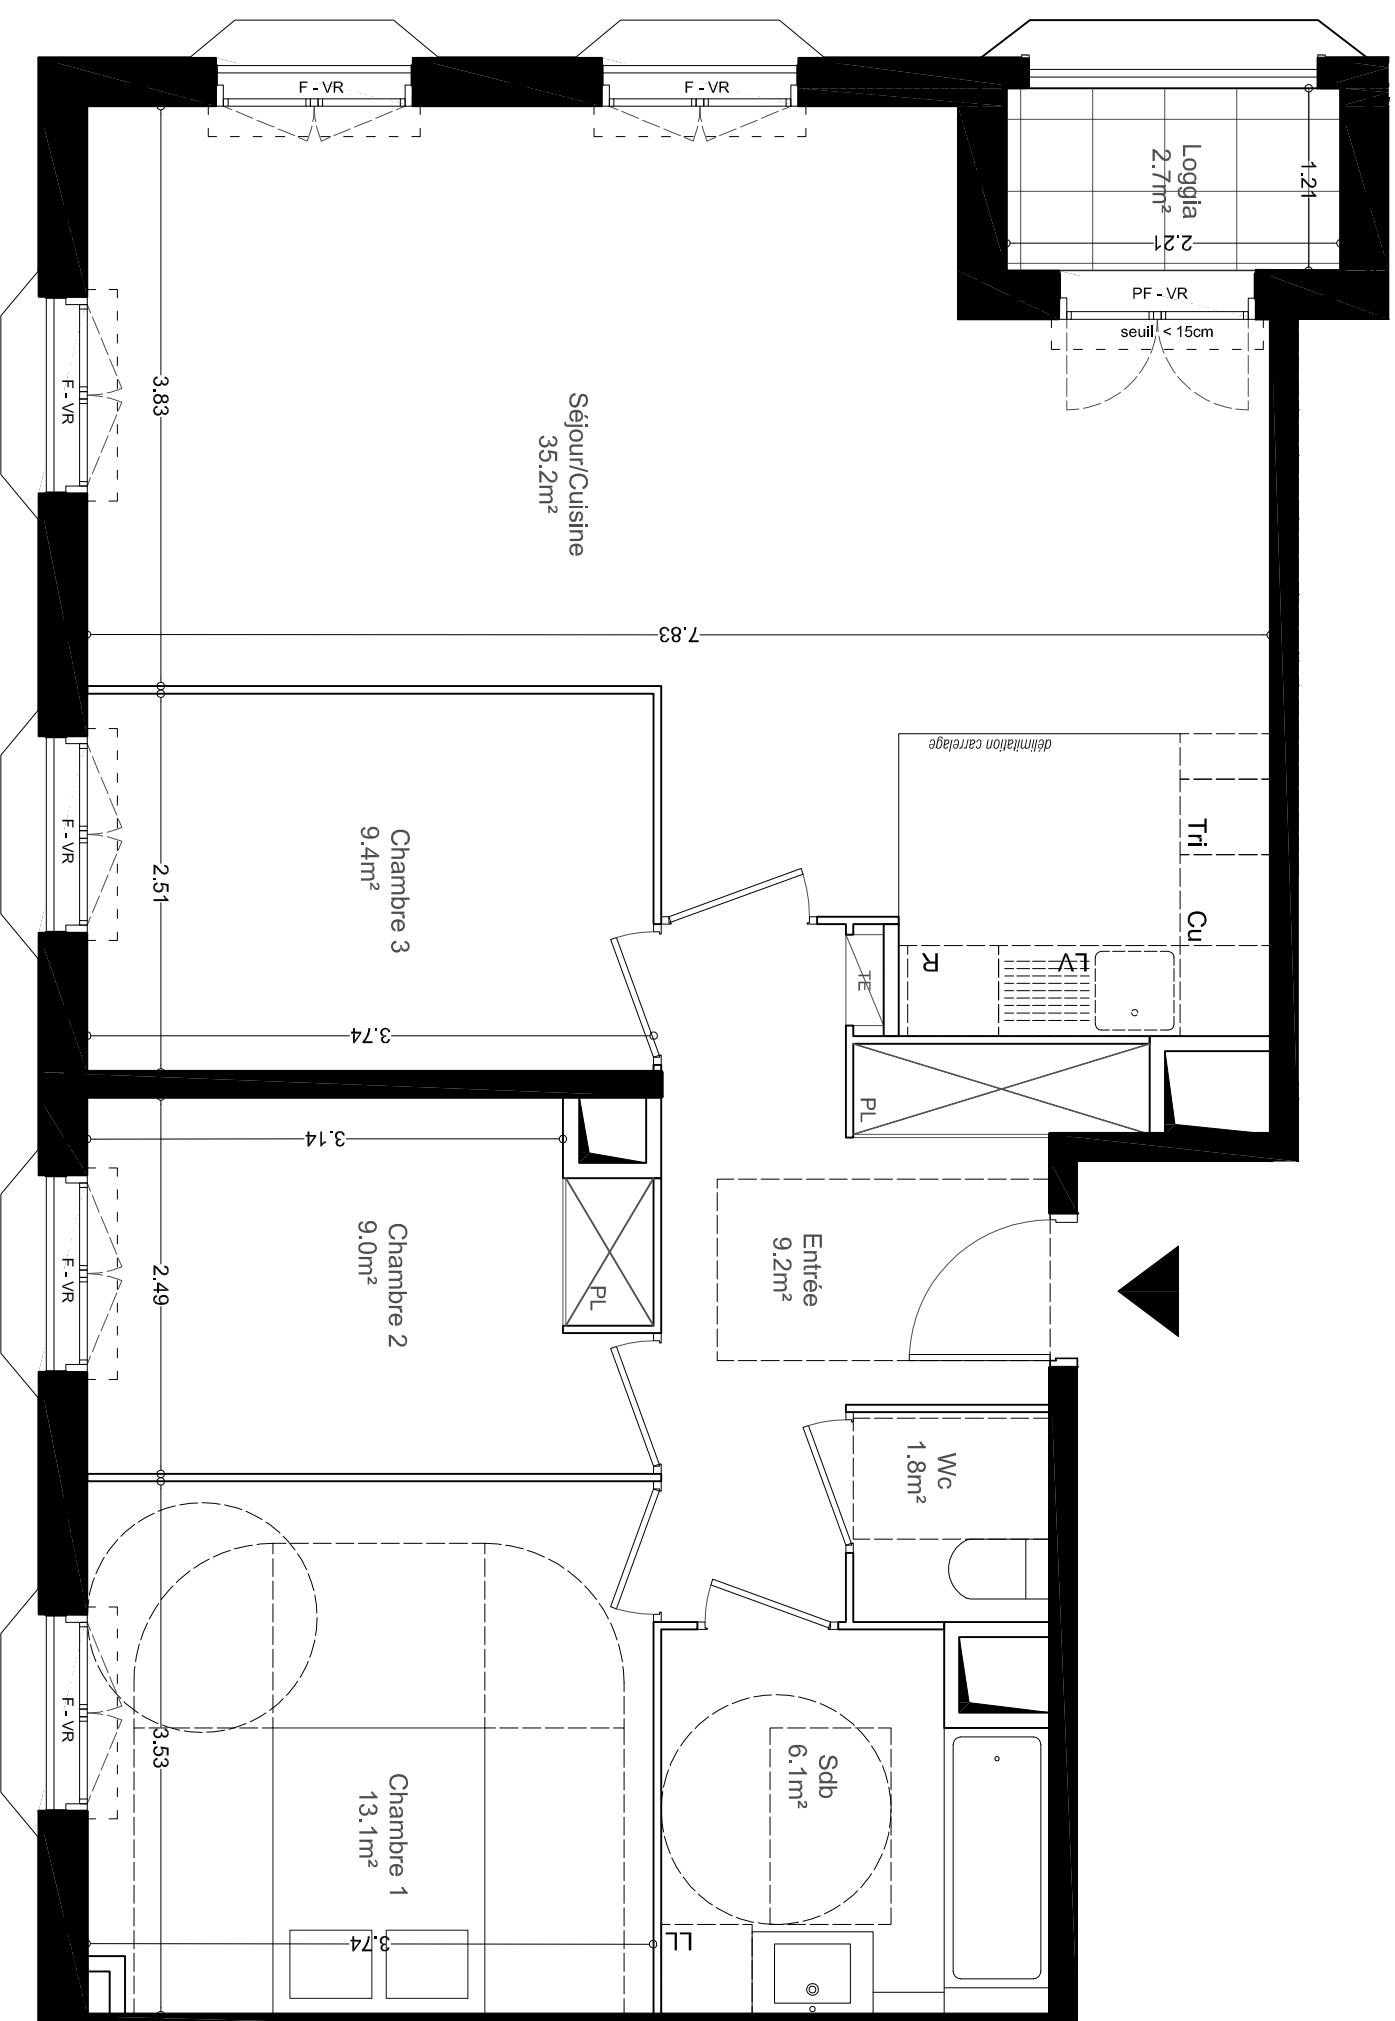 F - VR
F - VR
Loggia
2.7m²
1.21
2.21
PF - VR
seuil < 15cm
F - VR
3.83
Séjour/Cuisine
35.2m²
7.83
délimitation carrelage
Tri
Cu
F - VR
2.51
Chambre 3
9.4m²
R
LV
TE
3.74
PL
3.14
F - VR
2.49
Chambre 2
9.0m²
PL
Entrée
9.2m²
Wc
1.8m²
F - VR
3.53
Chambre 1
13.1m²
3.74
Sdb
6.1m²
LL